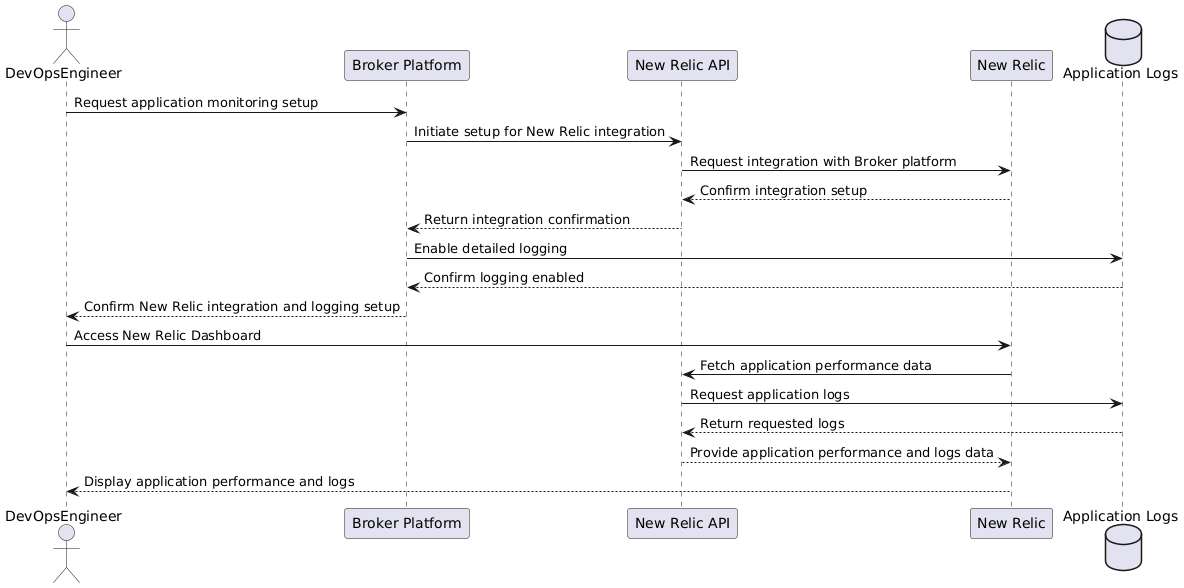 DevOpsEngineer
Broker Platform
New Relic API
New Relic
Application Logs
Request application monitoring setup
Initiate setup for New Relic integration
Request integration with Broker platform
Confirm integration setup
Return integration confirmation
Enable detailed logging
Confirm logging enabled
Confirm New Relic integration and logging setup
Access New Relic Dashboard
Fetch application performance data
Request application logs
Return requested logs
Provide application performance and logs data
Display application performance and logs
DevOpsEngineer
Broker Platform
New Relic API
New Relic
Application Logs